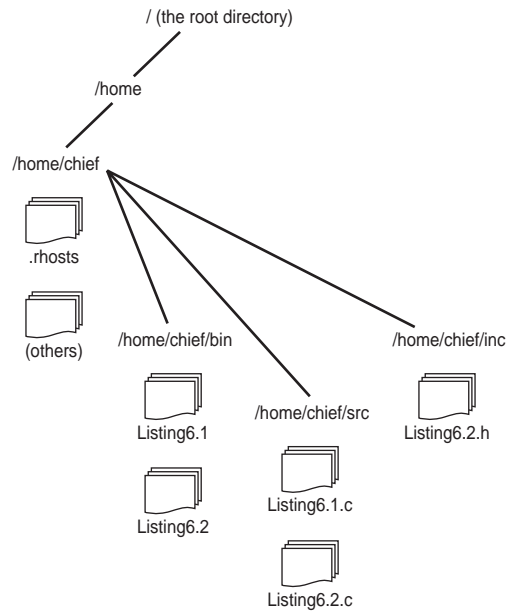 / (the root directory)
/home
/home/chief
.rhosts
(others)
/home/chief/bin
Listing6.1
Listing6.2
/home/chief/src
Listing6.1.c
Listing6.2.c
/home/chief/inc
Listing6.2.h